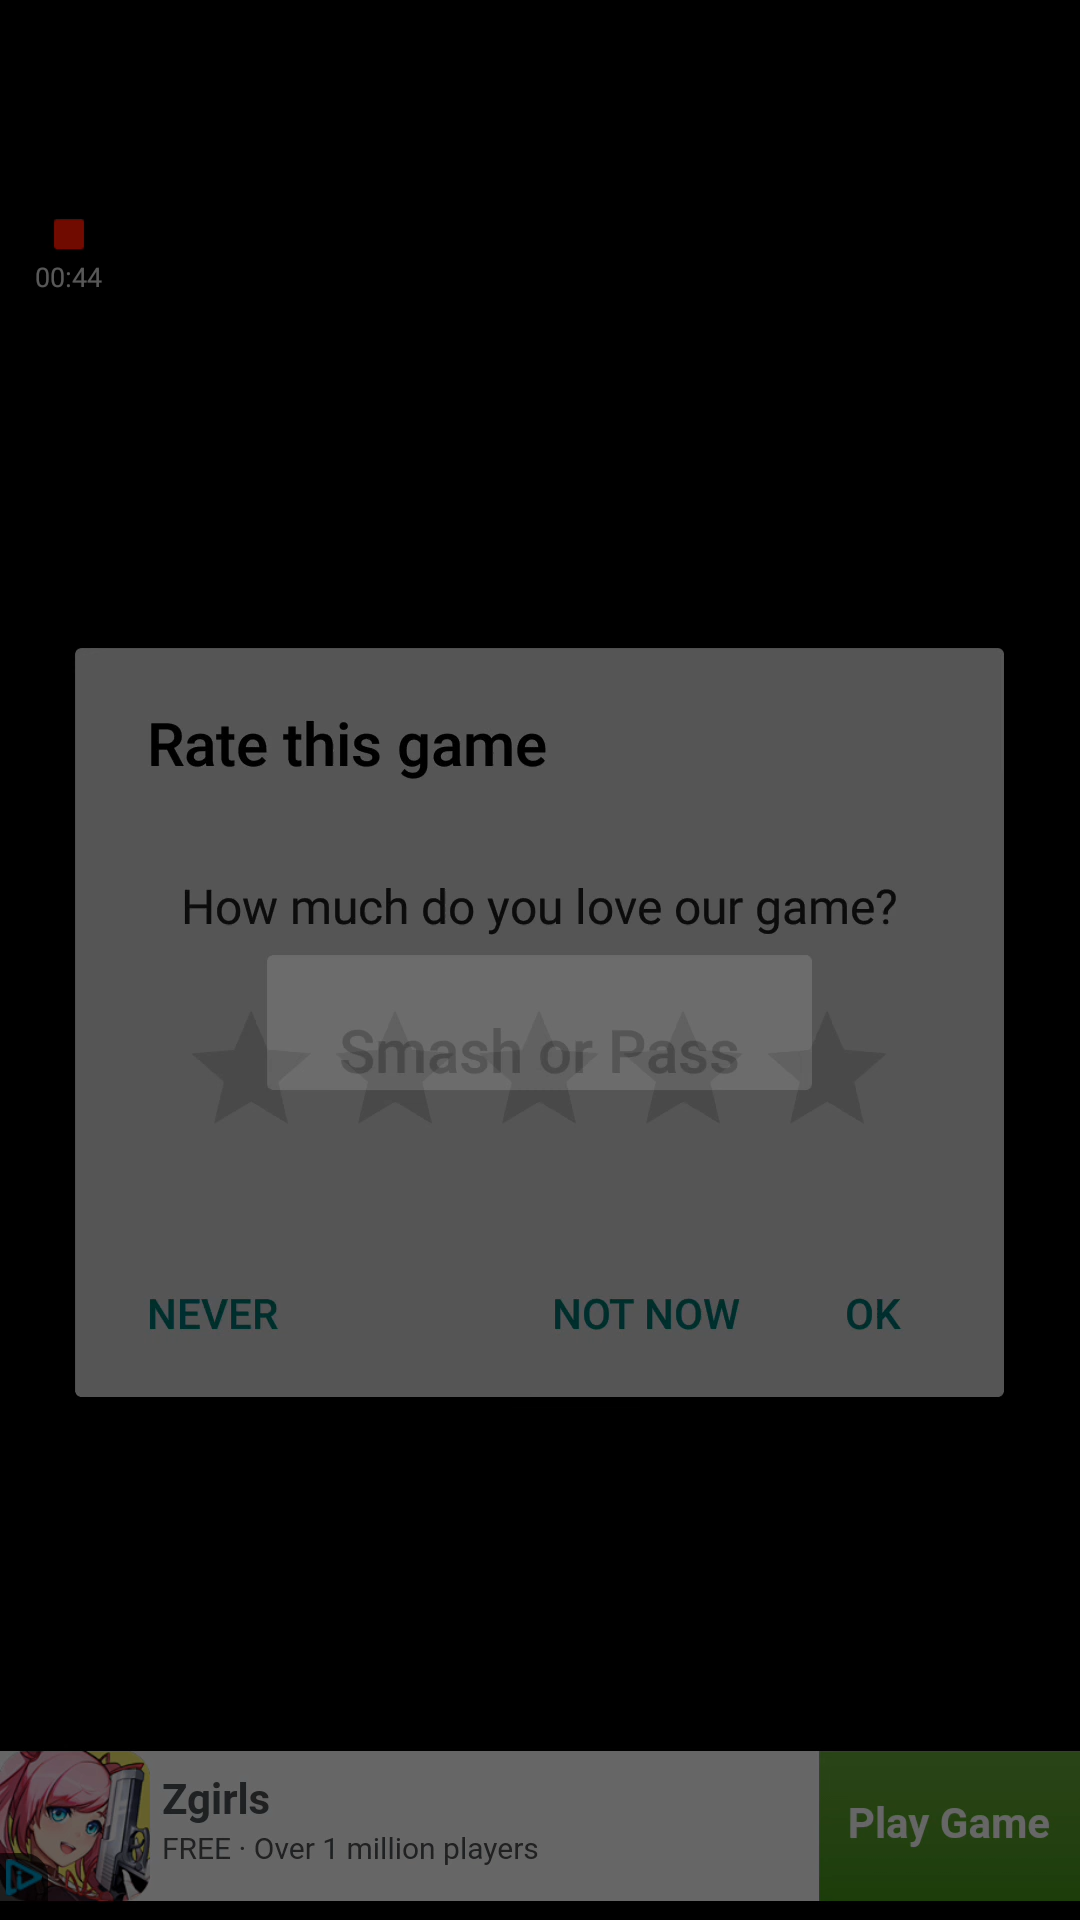 00:44
Rate this game
How much do you love our game?
Smash or Pass
NEVER
NOT NOW
OK
Zgirls
FREE · Over 1 million players
Play Game